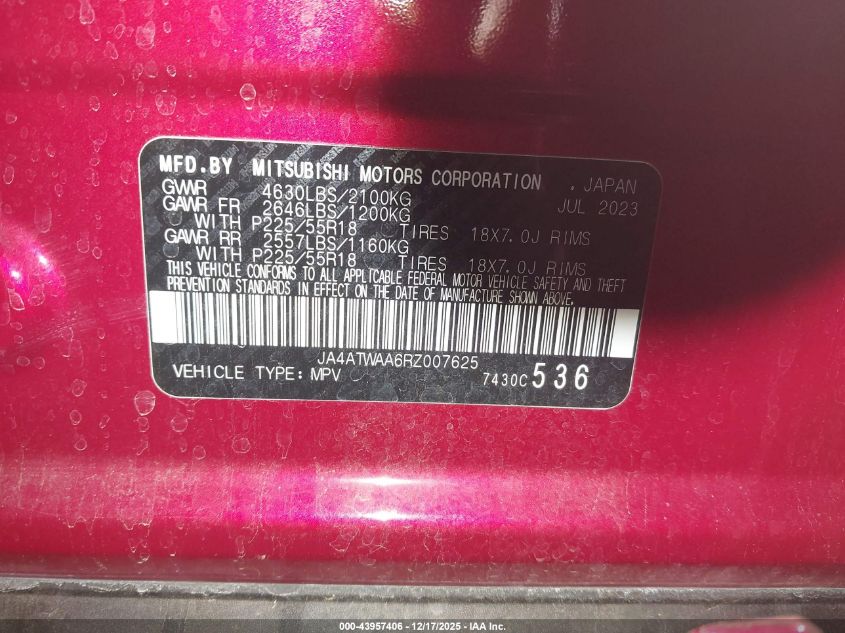 MFD.BY MITSUBISHI MOTORS CORPORATION . JAPAN
GWWR 4630LBS/2100KG JUL 2023
GAWR FR 2646LBS/1200KG
WITH P225/55R18 TIRES 18X7.0J RIMS
GAWR RR 2557LBS/1160KG
WITH P225/55R18 TIRES 18X7.0J RIMS
THIS VEHICLE CONFORMS TO ALL APPLICABLE FEDERAL MOTOR VEHICLE SAFETY AND THEFT
PREVENTION STANDARDS IN EFFECT ON THE DATE OF MANUFACTURE SHOWN ABOVE.
JA4ATWAA6RZ007625
VEHICLE TYPE: MPV 7430C 536
000-43957406 - 12/17/2025 - IAA Inc.